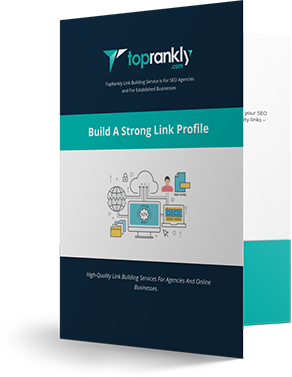 toprankly
.com
TopRankly Link Building Service Is For SEO Agencies
and For Established Businesses
Build A Strong Link Profile
High-Quality Link Building Services For Agencies And Online
Businesses.
your SEO
links –